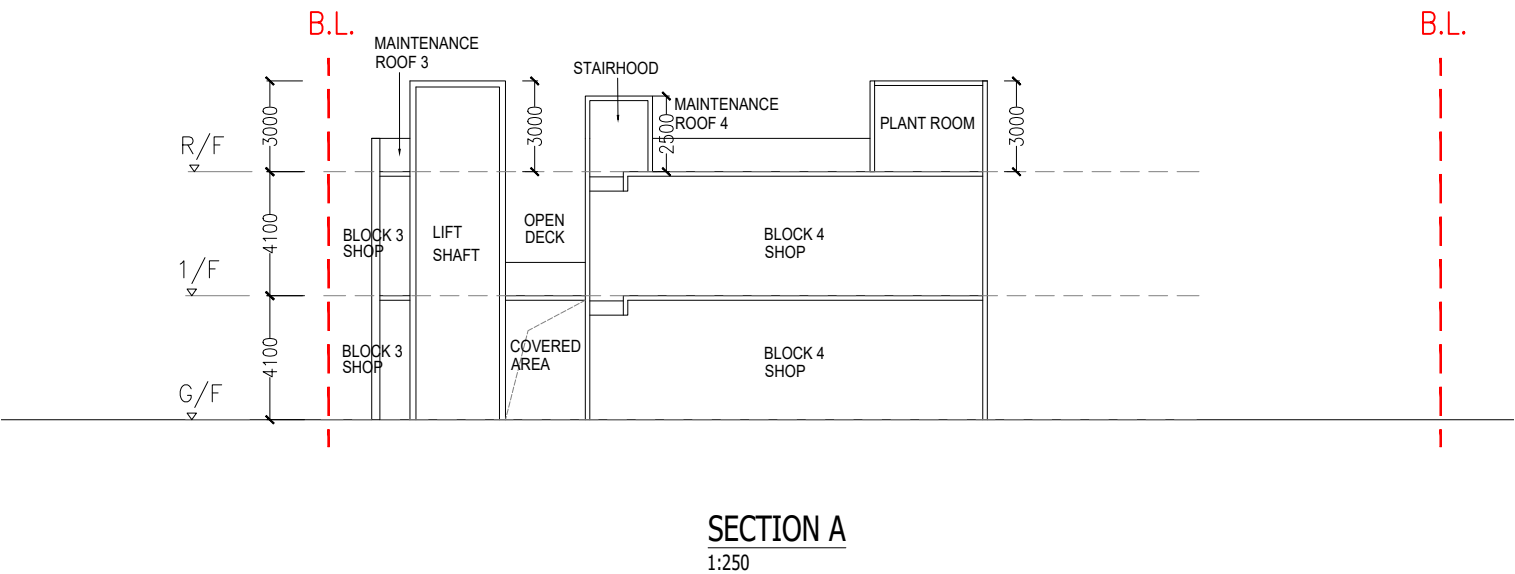 B.L.
B.L.
MAINTENANCE
ROOF 3
STAIRHOOD
MAINTENANCE
ROOF 4
PLANT ROOM
3000
3000
2500
3000
R/F
4100
BLOCK 3
SHOP
LIFT
SHAFT
OPEN
DECK
BLOCK 4
SHOP
1/F
4100
BLOCK 3
SHOP
COVERED
AREA
BLOCK 4
SHOP
G/F
SECTION A
1:250